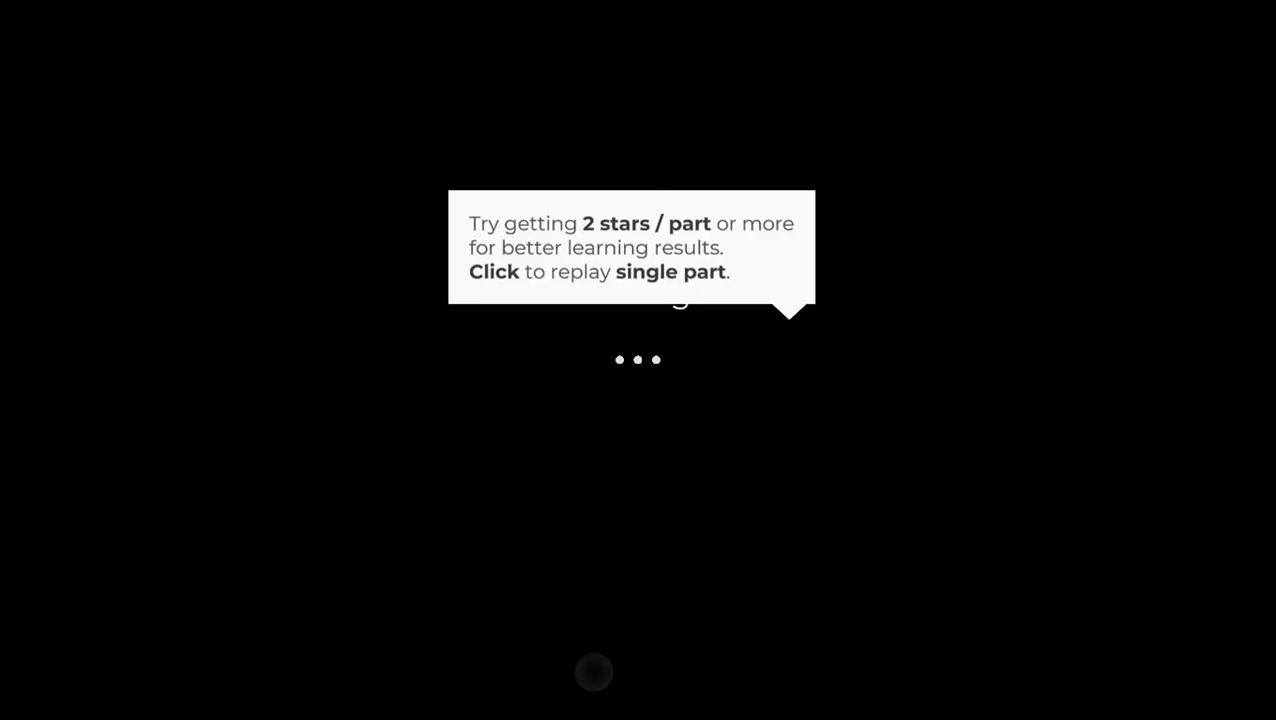 Try getting 2 stars / part or more
for better learning results.
Click to replay single part.